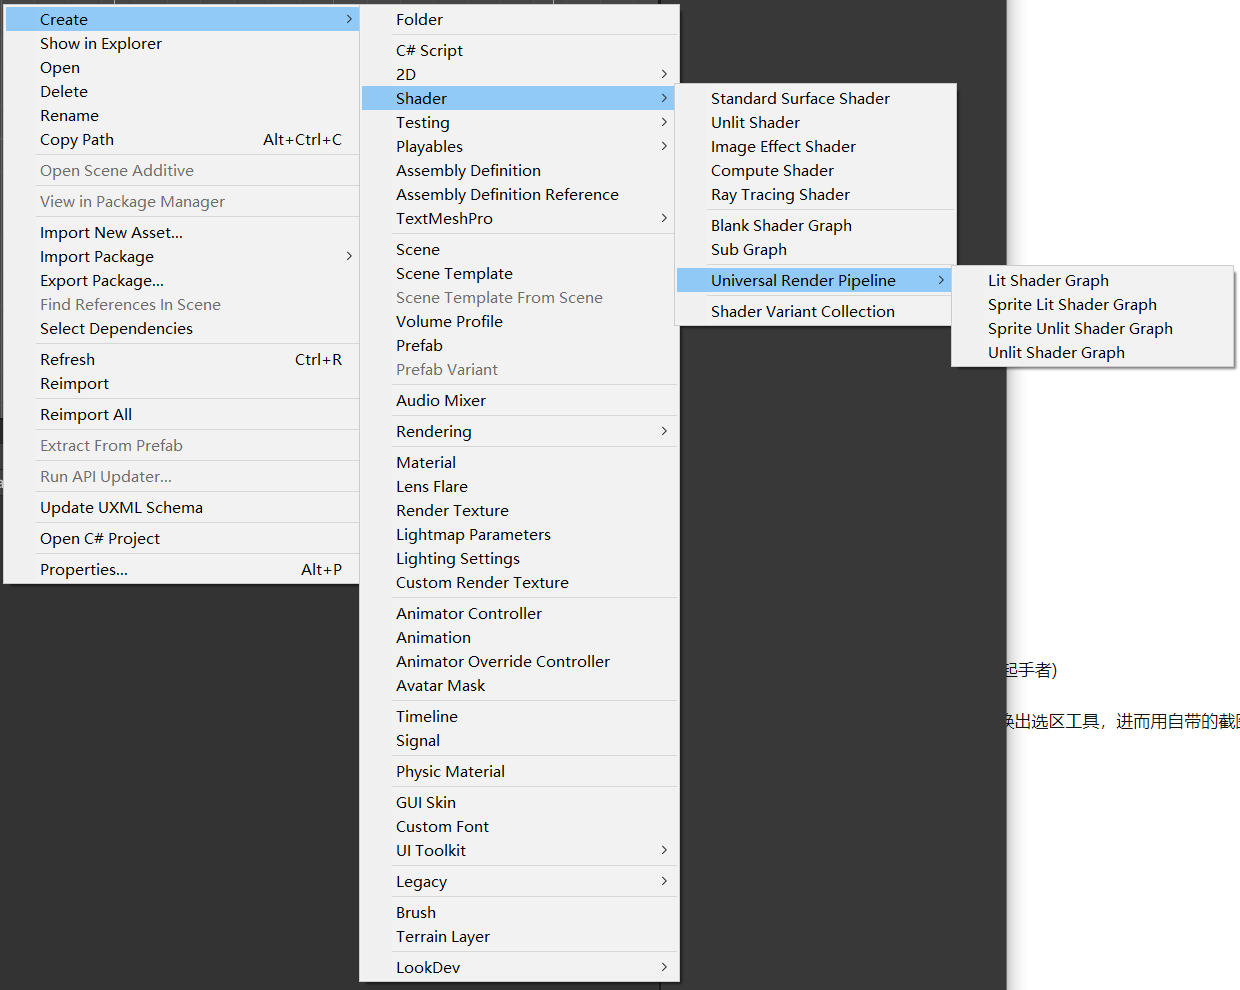 Create
Show in Explorer
Open
Delete
Rename
Copy Path Alt+Ctrl+C
Open Scene Additive
View in Package Manager
Import New Asset...
Import Package
Export Package...
Find References In Scene
Select Dependencies
Refresh Ctrl+R
Reimport
Reimport All
Extract From Prefab
Run API Updater...
Update UXML Schema
Open C# Project
Properties... Alt+P
Folder
C# Script
2D
Shader
Testing
Playables
Assembly Definition
Assembly Definition Reference
TextMeshPro
Scene
Scene Template
Scene Template From Scene
Volume Profile
Prefab
Prefab Variant
Audio Mixer
Rendering
Material
Lens Flare
Render Texture
Lightmap Parameters
Lighting Settings
Custom Render Texture
Animator Controller
Animation
Animator Override Controller
Avatar Mask
Timeline
Signal
Physic Material
GUI Skin
Custom Font
UI Toolkit
Legacy
Brush
Terrain Layer
LookDev
Standard Surface Shader
Unlit Shader
Image Effect Shader
Compute Shader
Ray Tracing Shader
Blank Shader Graph
Sub Graph
Universal Render Pipeline
Shader Variant Collection
Lit Shader Graph
Sprite Lit Shader Graph
Sprite Unlit Shader Graph
Unlit Shader Graph
起手者)
出选区工具，进而用自带的截